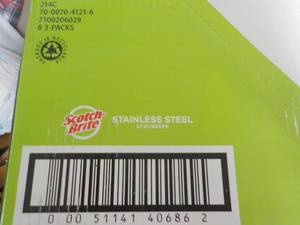 214C
70-0070-4121-6
7100206029
8 3-PACKS
Scotch-
Brite
STAINLESS STEEL
SCRUBBERS
0 00 51141 40686 2